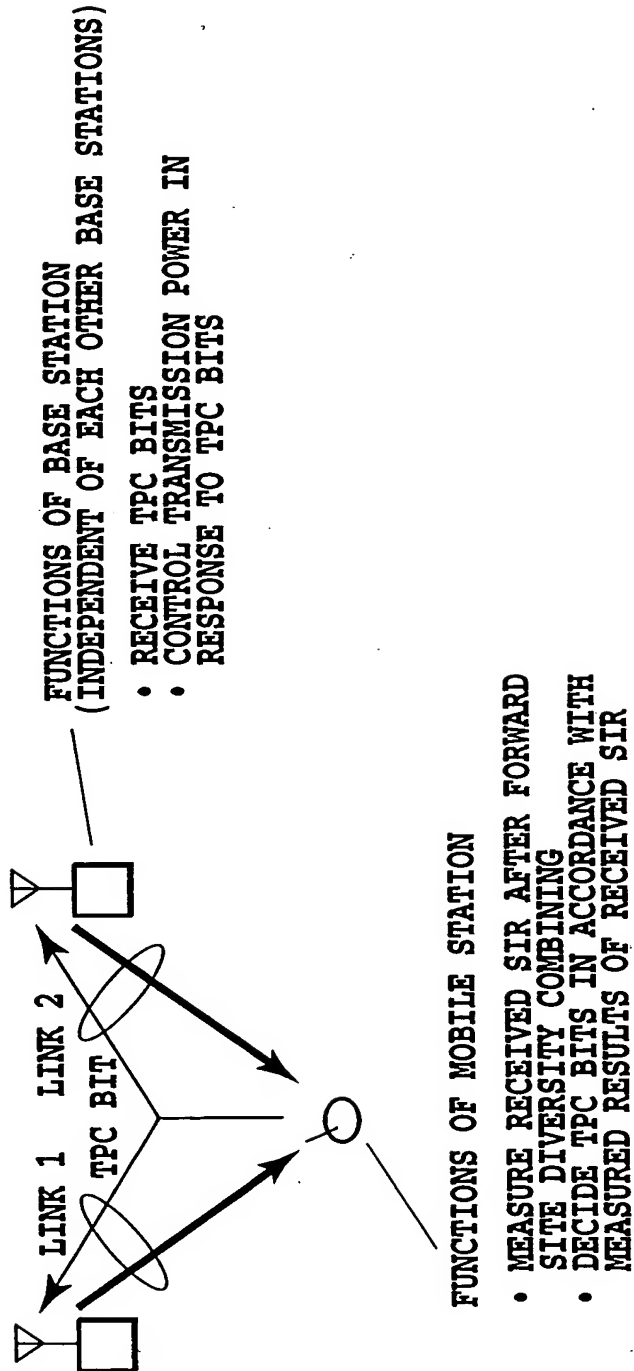 LINK 1 LINK 2
TPC BIT
FUNCTIONS OF BASE STATION
(INDEPENDENT OF EACH OTHER BASE STATIONS)
• RECEIVE TPC BITS
• CONTROL TRANSMISSION POWER IN
RESPONSE TO TPC BITS
FUNCTIONS OF MOBILE STATION
• MEASURE RECEIVED SIR AFTER FORWARD
SITE DIVERSITY COMBINING
• DECIDE TPC BITS IN ACCORDANCE WITH
MEASURED RESULTS OF RECEIVED SIR